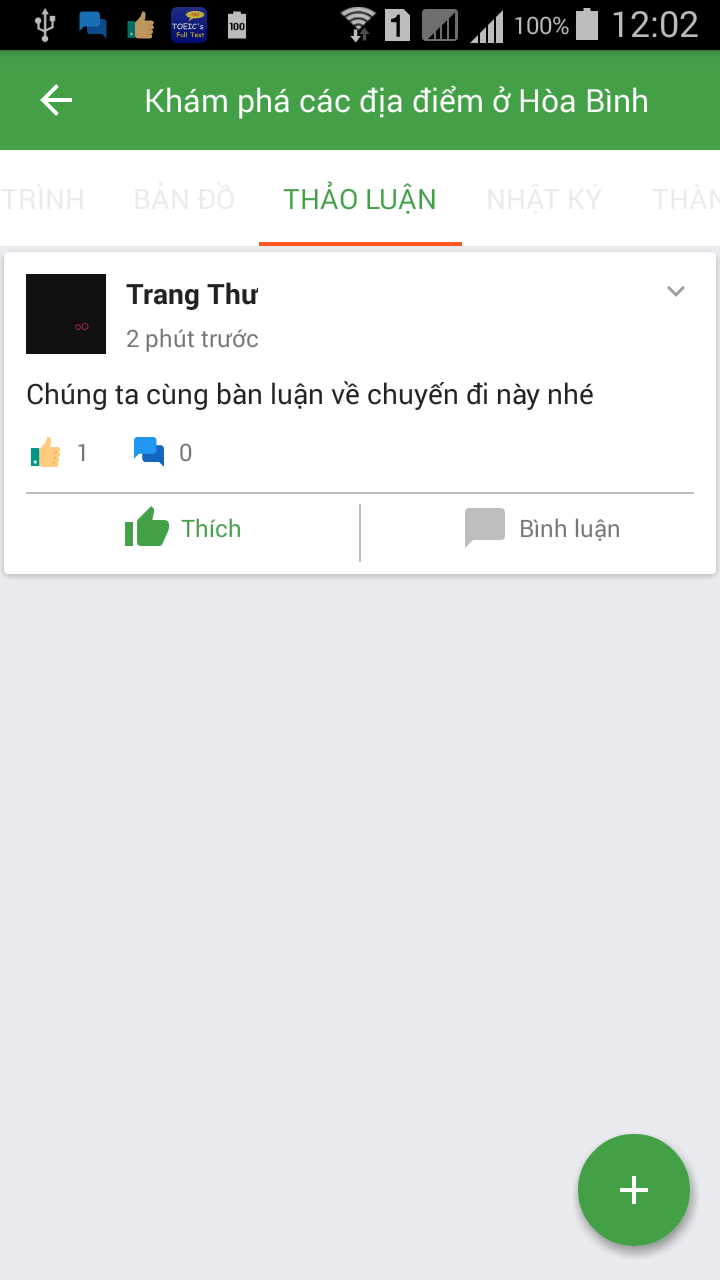 TOEIC's
Full Test
100
1
100%
12:02
Khám phá các địa điểm ở Hòa Bình
TRÌNH
BẢN ĐỒ
THẢO LUẬN
NHẬT KÝ
THÀN
Trang Thư
2 phút trước
Chúng ta cùng bàn luận về chuyến đi này nhé
1
0
Thích
Bình luận